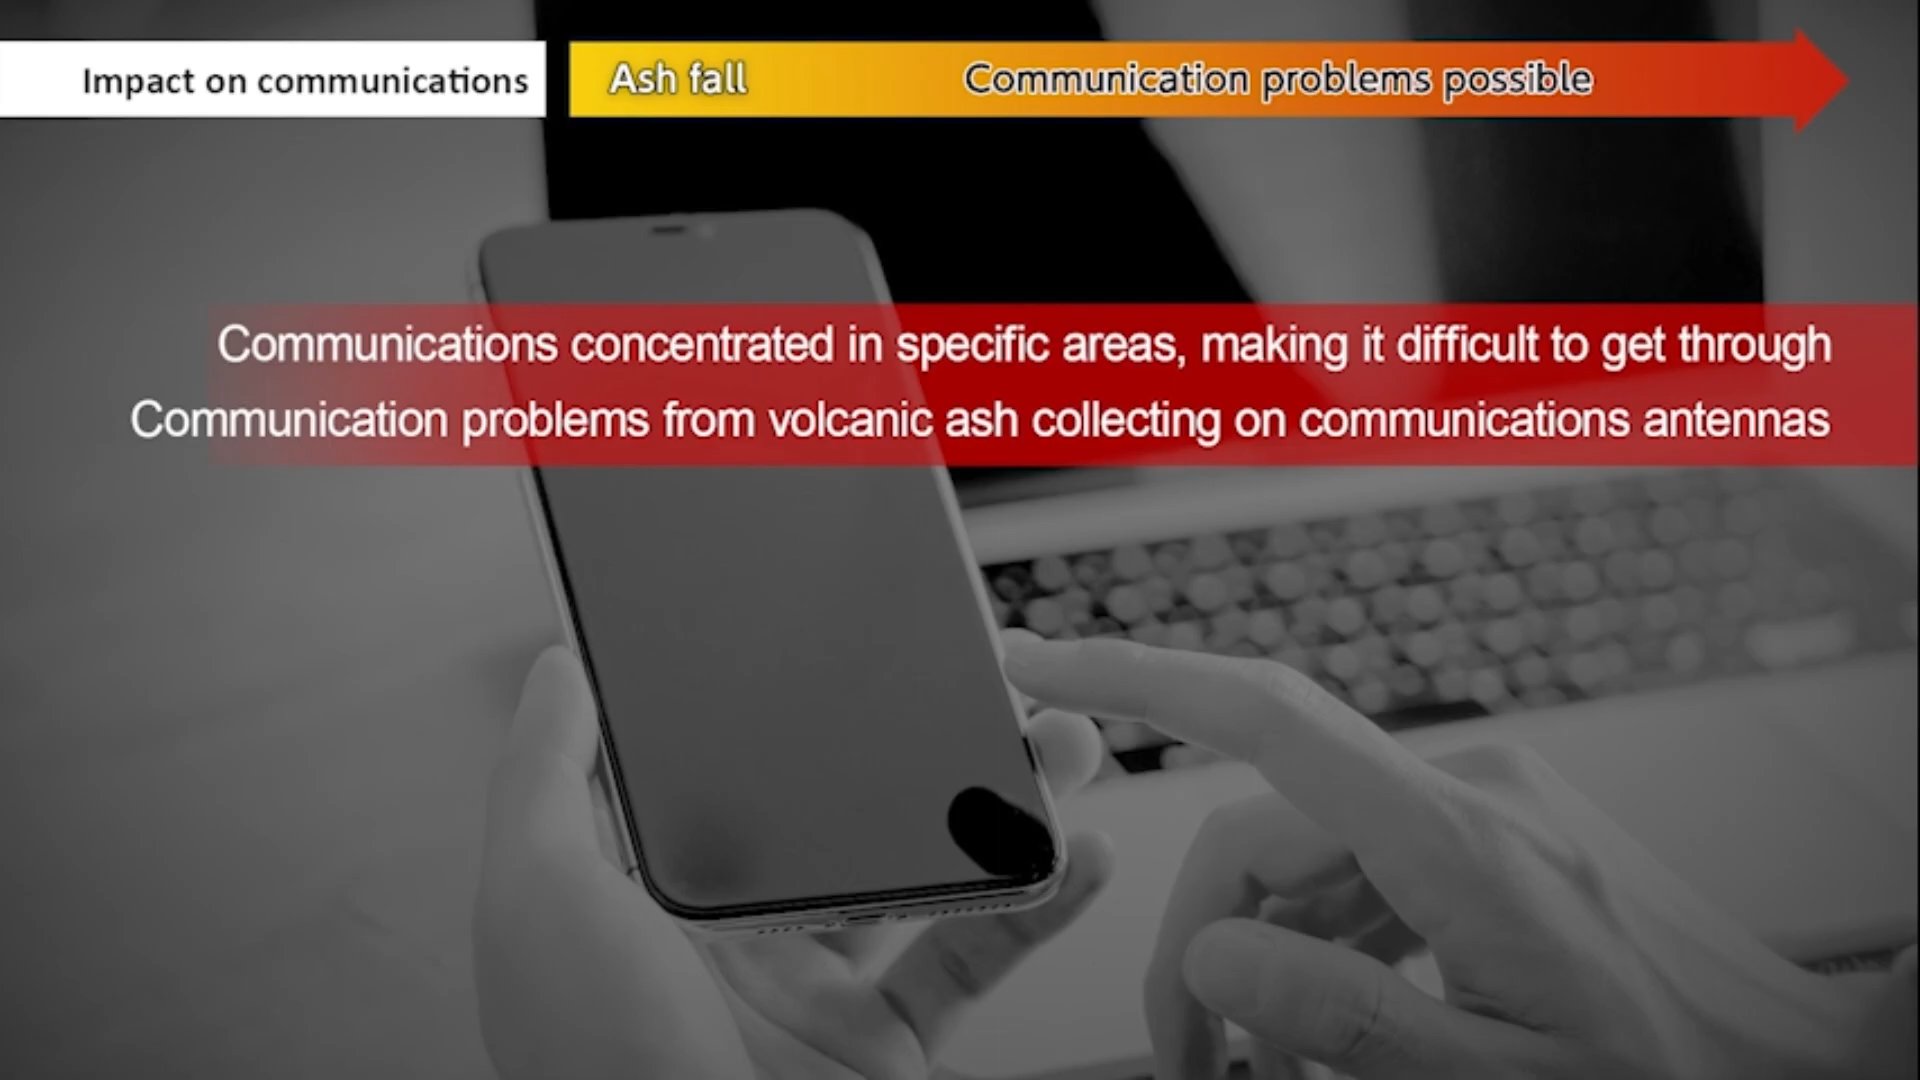 Impact on communications
Ash fall
Communication problems possible
Communications concentrated in specific areas, making it difficult to get through
Communication problems from volcanic ash collecting on communications antennas